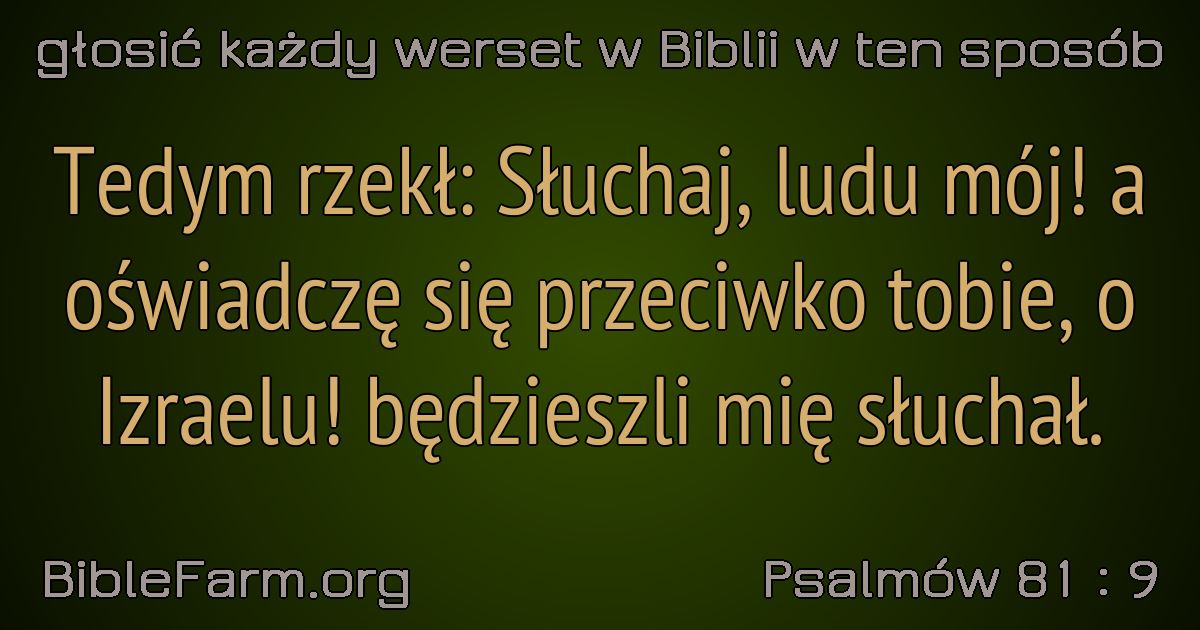 głosić każdy werset w Biblii w ten sposób
Tedym rzekł: Słuchaj, ludu mój! a
oświadczę się przeciwko tobie, o
Izraelu! będzieszli mię słuchał.
BibleFarm.org
Psalmów 81 : 9